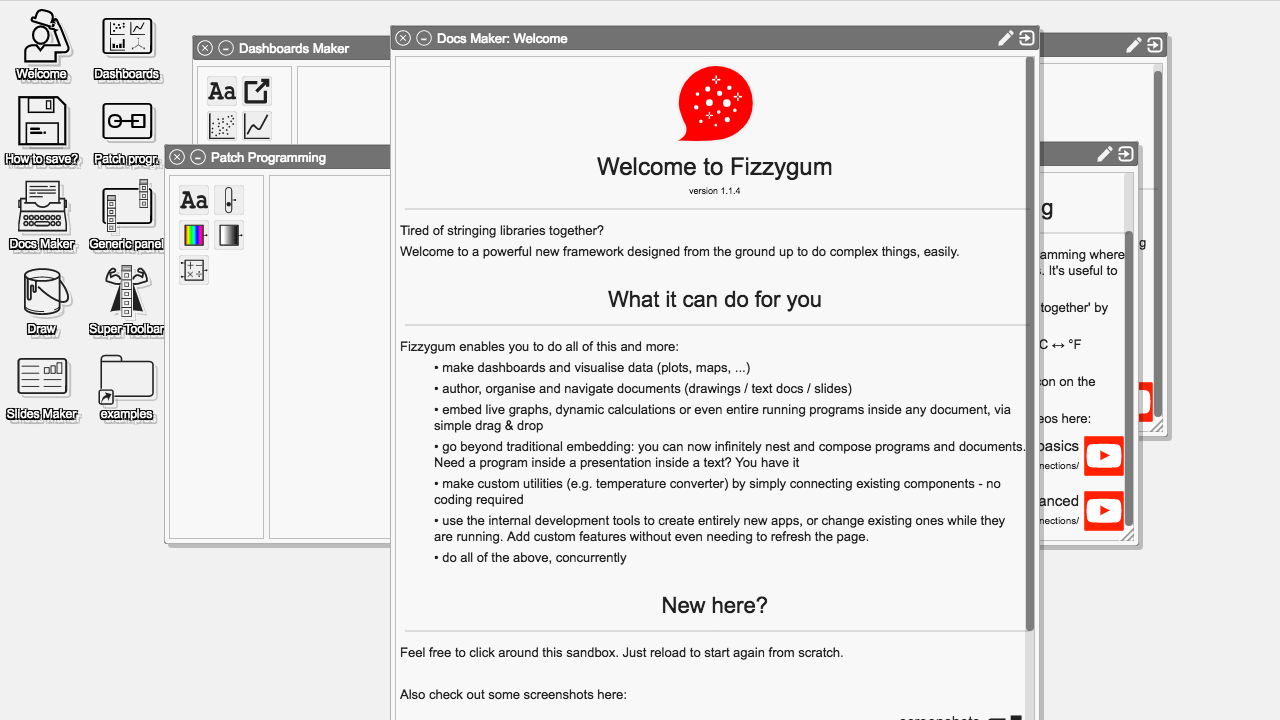 Welcome
Dashboards
How to save?
Patch progr.
Docs Maker
Generic panel
Draw
Super Toolbar
Slides Maker
examples
Dashboards Maker
Aa
Patch Programming
Aa
Docs Maker: Welcome
Welcome to Fizzygum
version 1.1.4
Tired of stringing libraries together?
Welcome to a powerful new framework designed from the ground up to do complex things, easily.
What it can do for you
Fizzygum enables you to do all of this and more:
• make dashboards and visualise data (plots, maps, ...)
• author, organise and navigate documents (drawings / text docs / slides)
• embed live graphs, dynamic calculations or even entire running programs inside any document, via
simple drag & drop
• go beyond traditional embedding: you can now infinitely nest and compose programs and documents.
Need a program inside a presentation inside a text? You have it
• make custom utilities (e.g. temperature converter) by simply connecting existing components - no
coding required
• use the internal development tools to create entirely new apps, or change existing ones while they
are running. Add custom features without even needing to refresh the page.
• do all of the above, concurrently
New here?
Feel free to click around this sandbox. Just reload to start again from scratch.
Also check out some screenshots here:
screenshots
g
g
amming where
. It's useful to
together' by
C ↔ °F
con on the
eos here:
basics
nections/
anced
nections/